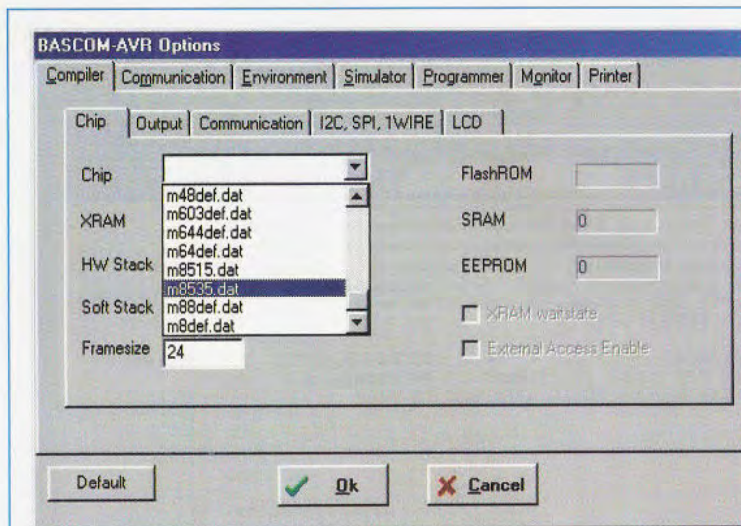 BASCOM-AVR Options
Compiler Communication Environment Simulator Programmer Monitor Printer
Chip Output Communication I2C, SPI, 1WIRE LCD
Chip
FlashROM
m48def.dat
m603def.dat
XRAM
SRAM 0
m644def.dat
m64def.dat
HW Stack
EEPROM 0
m8515.dat
m8535.dat
Soft Stack
XRAM waitstate
m88def.dat
m8def.dat
Framesize 24
External Access Enable
Default Ok Cancel